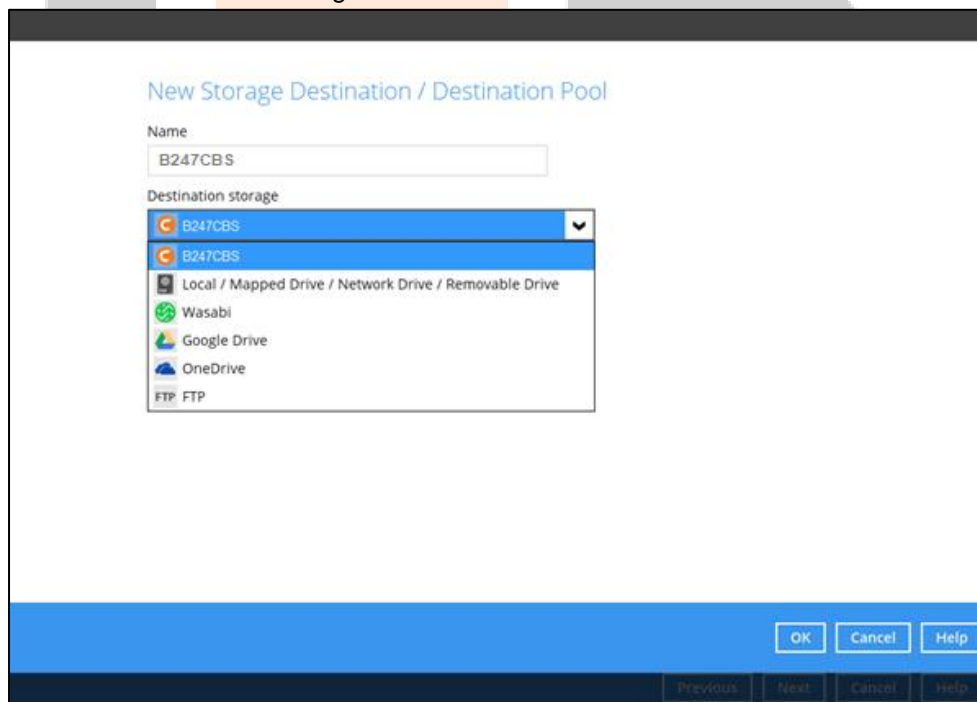 New Storage Destination / Destination Pool
Name
B247CBS
Destination storage
B247CBS
B247CBS
Local / Mapped Drive / Network Drive / Removable Drive
Wasabi
Google Drive
OneDrive
FTP FTP
OK Cancel Help
Previous Next Cancel Help